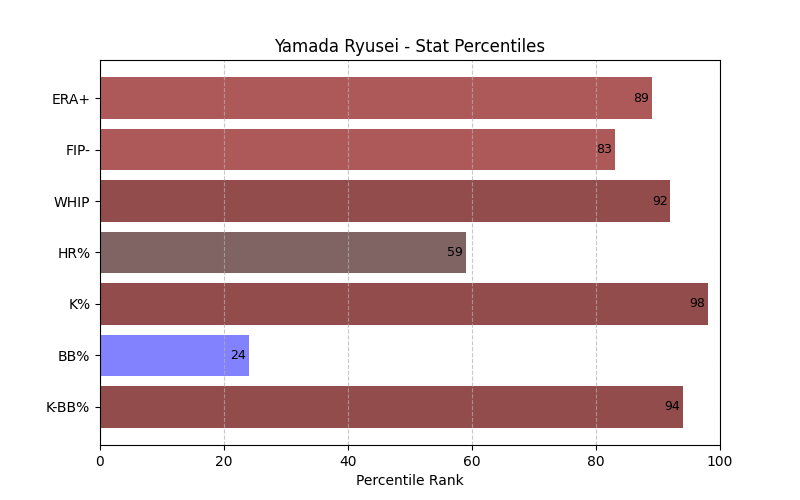 Yamada Ryusei - Stat Percentiles
ERA+ 89
FIP- 83
WHIP 92
HR% 59
K% 98
BB% 24
K-BB% 94
0 20 40 60 80 100
Percentile Rank